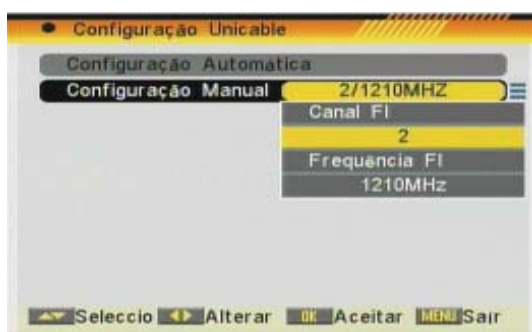 Configuração Unicable
Configuração Automática
Configuração Manual 2/1210MHZ
Canal FI
2
Frequência FI
1210MHz
Seleccio Alterar OK Aceitar MENU Sair